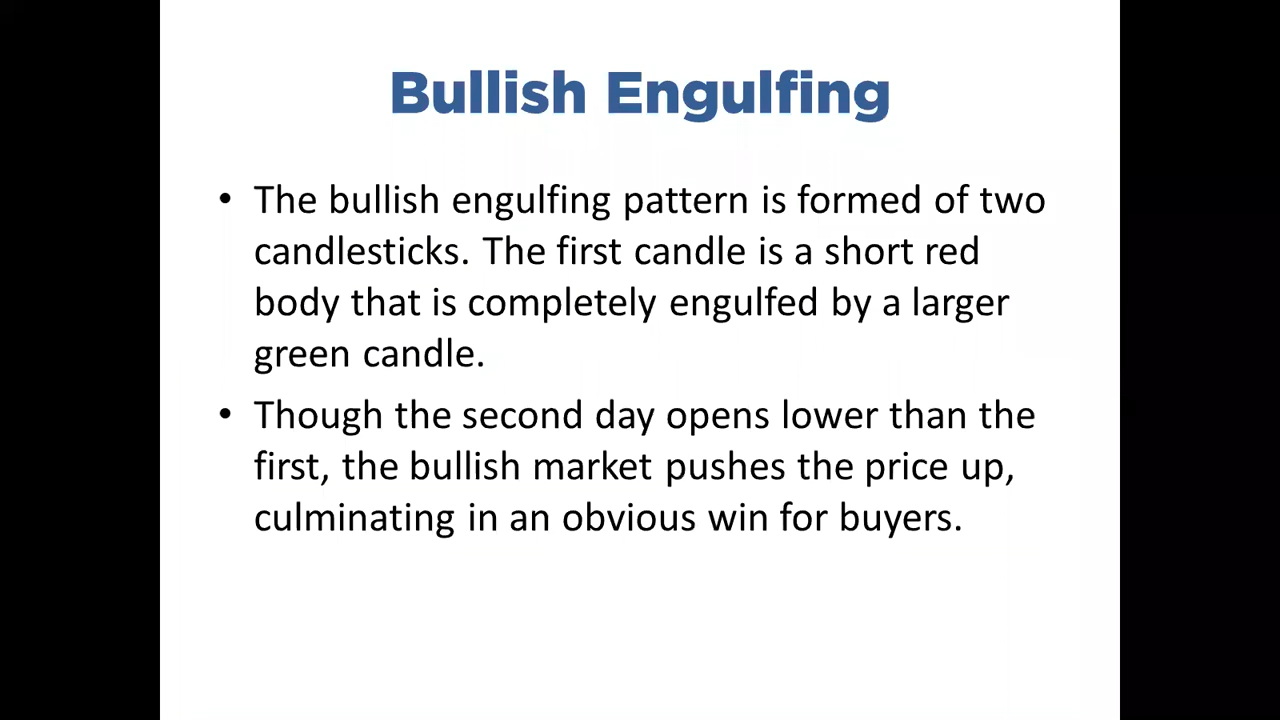 Bullish Engulfing
• The bullish engulfing pattern is formed of two
candlesticks. The first candle is a short red
body that is completely engulfed by a larger
green candle.
• Though the second day opens lower than the
first, the bullish market pushes the price up,
culminating in an obvious win for buyers.